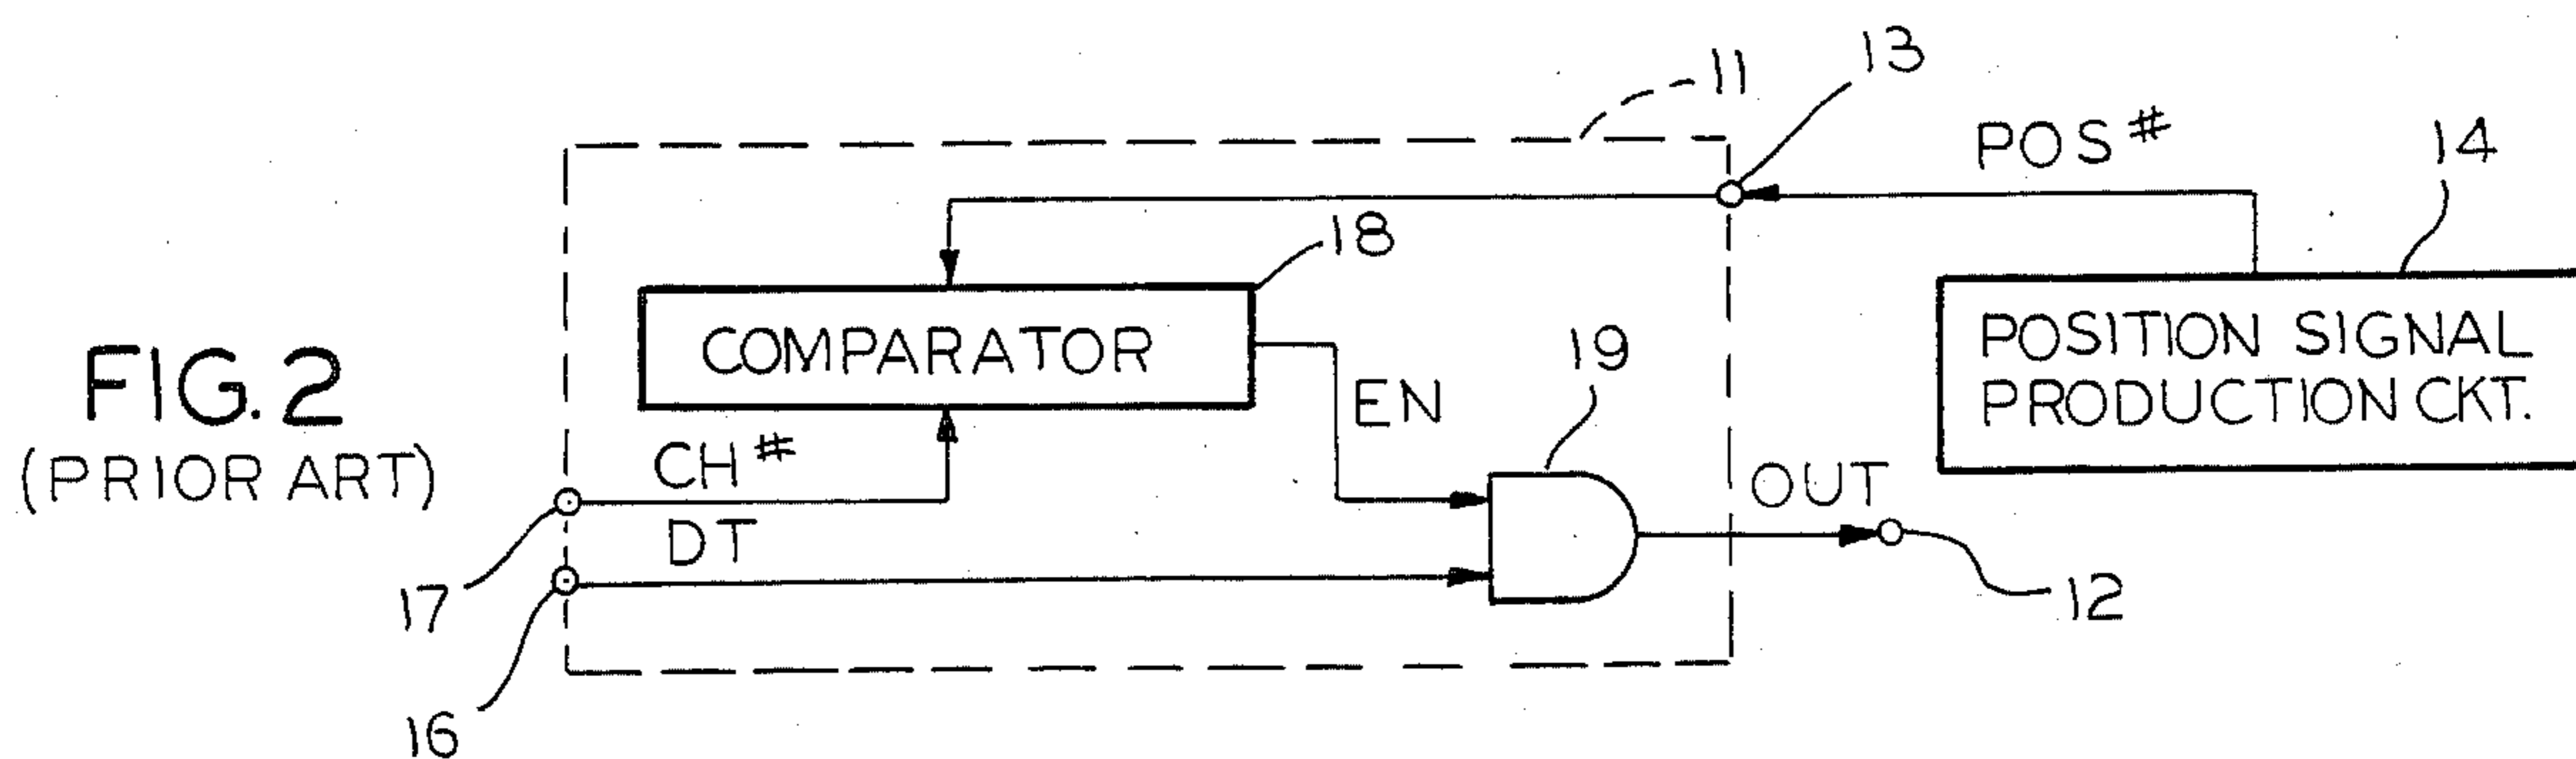 13
11
POS#
14
18
POSITION SIGNAL
PRODUCTION CKT.
COMPARATOR
19
FIG. 2
(PRIOR ART)
EN
CH#
OUT
DT
17
12
16